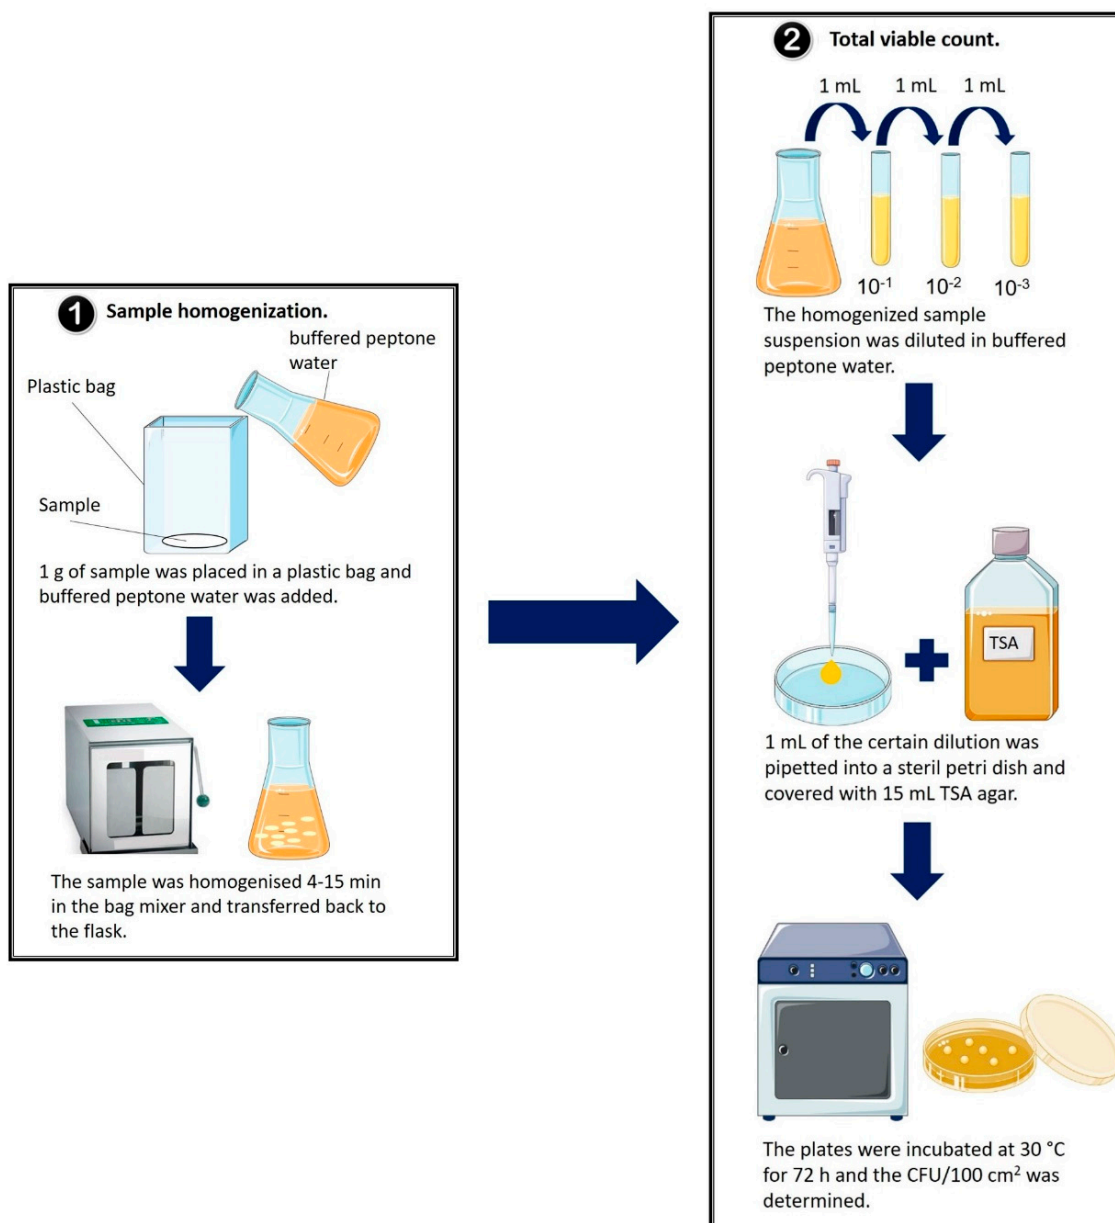 1 Sample homogenization.
buffered peptone
water
Plastic bag
Sample
1 g of sample was placed in a plastic bag and
buffered peptone water was added.
The sample was homogenised 4-15 min
in the bag mixer and transferred back to
the flask.
2 Total viable count.
1 mL 1 mL 1 mL
10⁻¹ 10⁻² 10⁻³
The homogenized sample
suspension was diluted in buffered
peptone water.
TSA
1 mL of the certain dilution was
pipetted into a steril petri dish and
covered with 15 mL TSA agar.
The plates were incubated at 30 °C
for 72 h and the CFU/100 cm² was
determined.